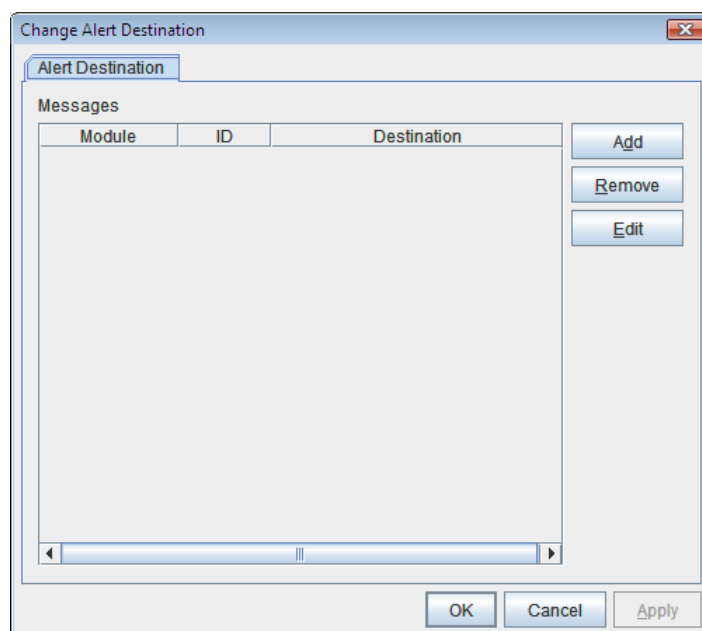 Change Alert Destination
Alert Destination
Messages
Module ID Destination
Add
Remove
Edit
OK Cancel Apply